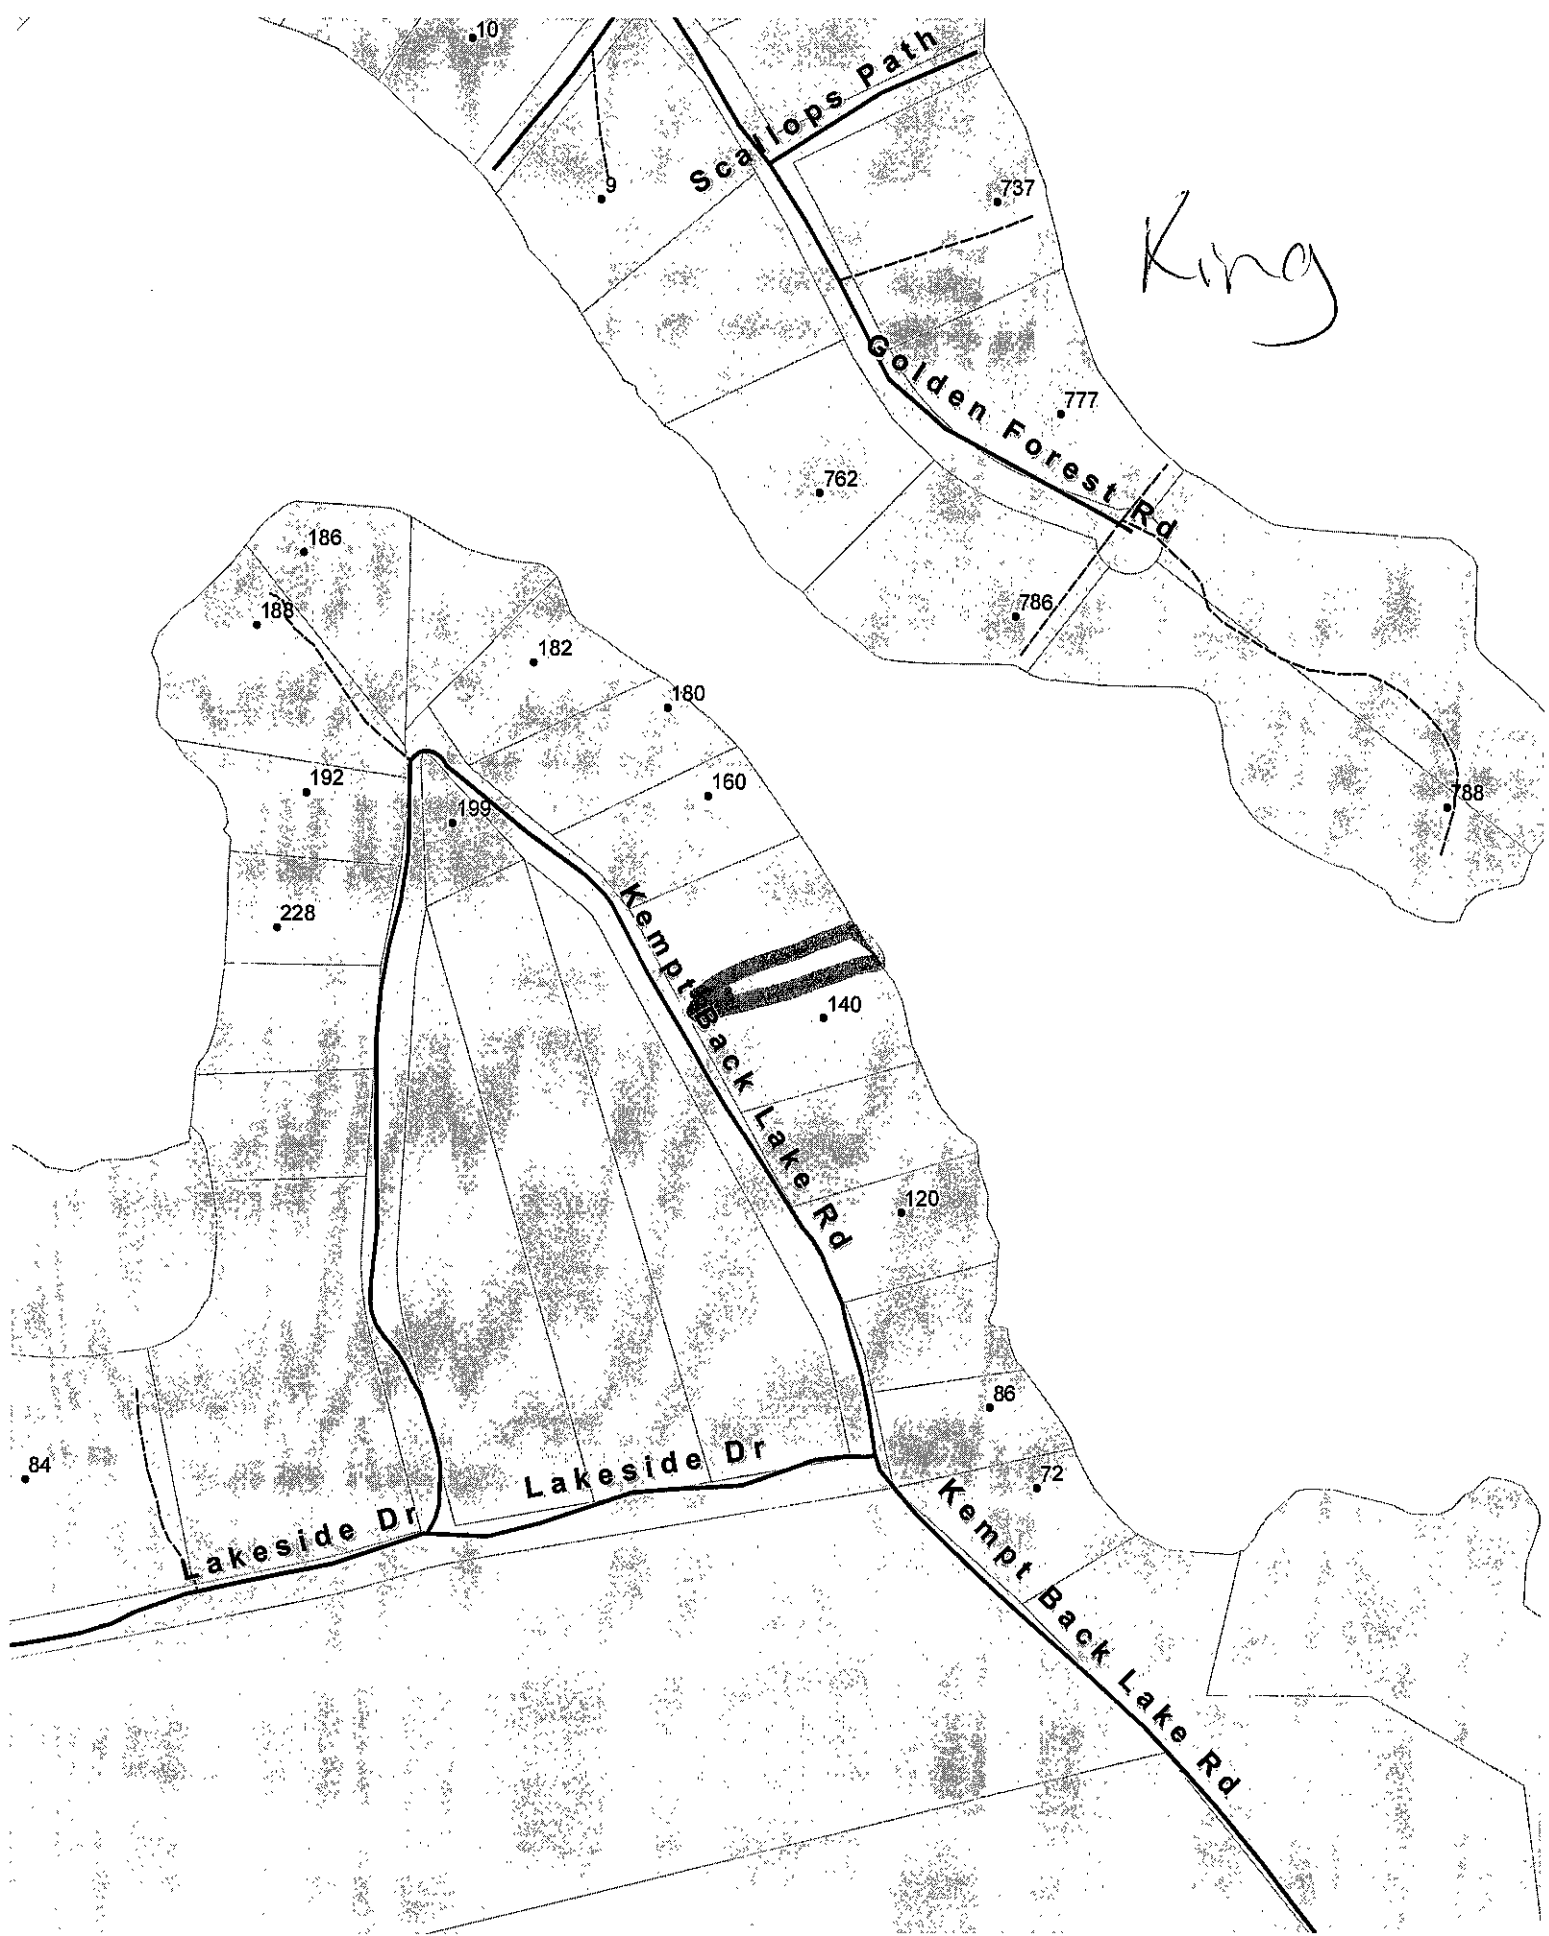 10
Scallops Path
9
737
King
Golden Forest Rd
777
762
186
188
786
182
180
192
160
199
788
228
Kempt Back Lake Rd
140
120
86
84
Lakeside Dr
72
Lakeside Dr
Kempt Back Lake Rd